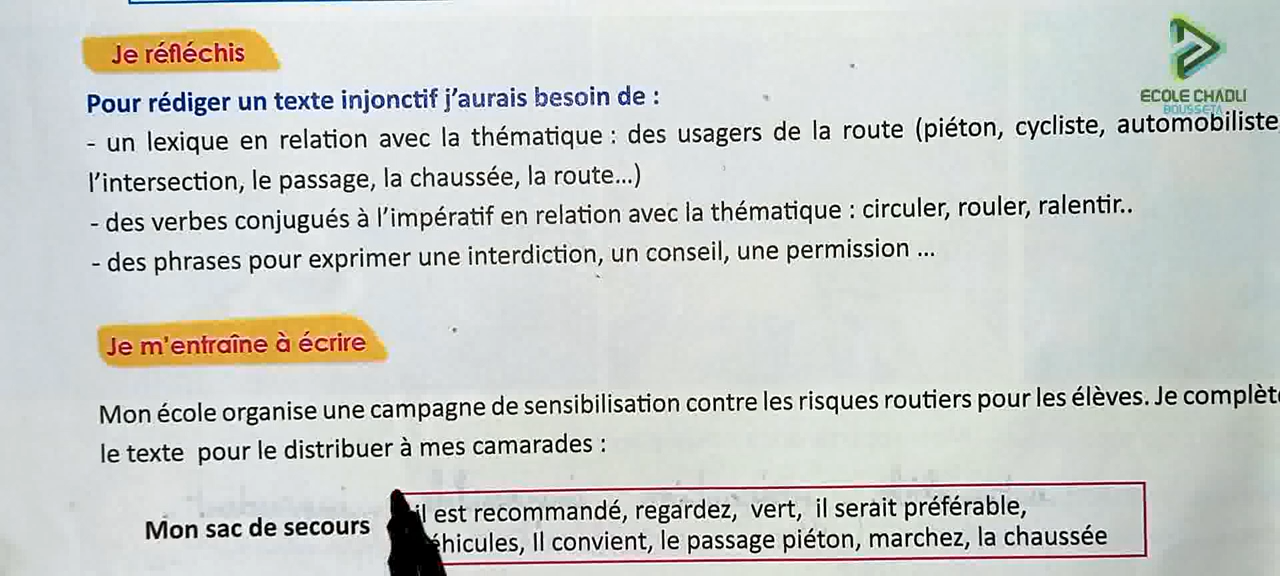 Je réfléchis
ECOLE CHADLI
BOUSSETA
Pour rédiger un texte injonctif j'aurais besoin de :
- un lexique en relation avec la thématique : des usagers de la route (piéton, cycliste, automobiliste
l'intersection, le passage, la chaussée, la route...)
- des verbes conjugués à l'impératif en relation avec la thématique : circuler, rouler, ralentir..
- des phrases pour exprimer une interdiction, un conseil, une permission ...
Je m'entraîne à écrire
Mon école organise une campagne de sensibilisation contre les risques routiers pour les élèves. Je complète
le texte pour le distribuer à mes camarades :
Mon sac de secours
il est recommandé, regardez, vert, il serait préférable,
éhicules, Il convient, le passage piéton, marchez, la chaussée